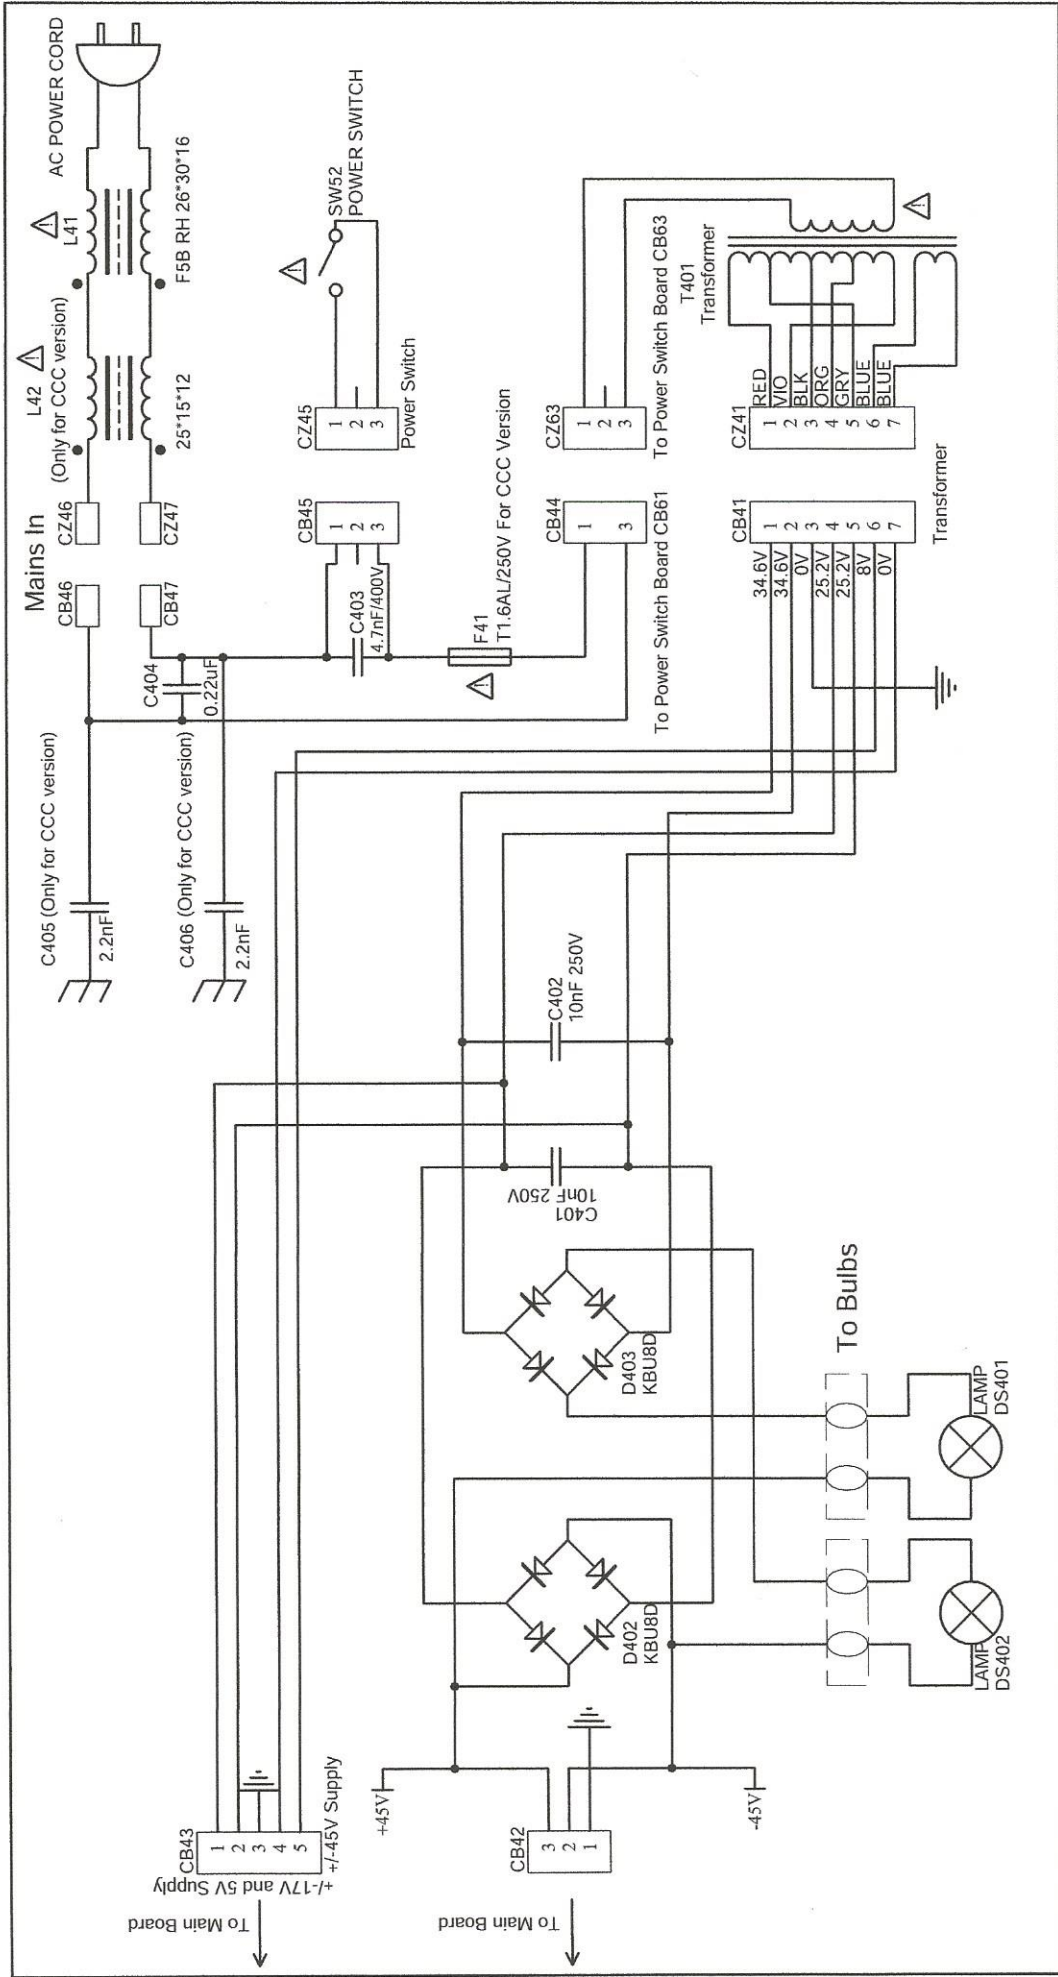 AC POWER CORD
L41
F5B RH 26*30*16
L42
(Only for CCC version)
25*15*12
Mains In
CZ46
CZ47
CB46
CB47
SW52
POWER SWITCH
CZ45
1
2
3
Power Switch
CB45
1
2
3
C403
4.7nF/400V
C404
0.22uF
F41
T1.6AL/250V For CCC Version
C405 (Only for CCC version)
2.2nF
C406 (Only for CCC version)
2.2nF
CZ63
1
2
3
To Power Switch Board CB63
CB44
1
3
To Power Switch Board CB61
T401
Transformer
RED
VIO
BLK
ORG
GRY
BLUE
BLUE
CZ41
1
2
3
4
5
6
7
CB41
1
2
3
4
5
6
7
Transformer
34.6V
34.6V
0V
25.2V
25.2V
8V
0V
C402
10nF 250V
C401
10nF 250V
D403
KBU8D
D402
KBU8D
To Bulbs
LAMP
DS401
LAMP
DS402
CB43
1
2
3
4
5
+/-45V Supply
+/-17V and 5V Supply
To Main Board
+45V
-45V
CB42
3
2
1
To Main Board